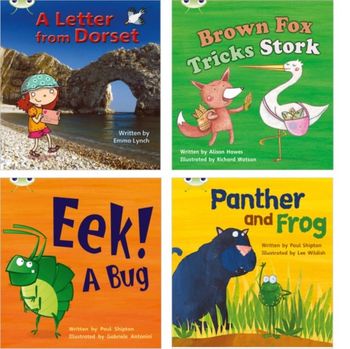 A Letter
from Dorset
Written by
Emma Lynch
Brown Fox
Tricks Stork
Written by Alison Hawes
Illustrated by Richard Watson
Eek!
A Bug
Written by Paul Shipton
Illustrated by Gabriele Antonini
Panther
and Frog
Written by Paul Shipton
Illustrated by Lee Wildish